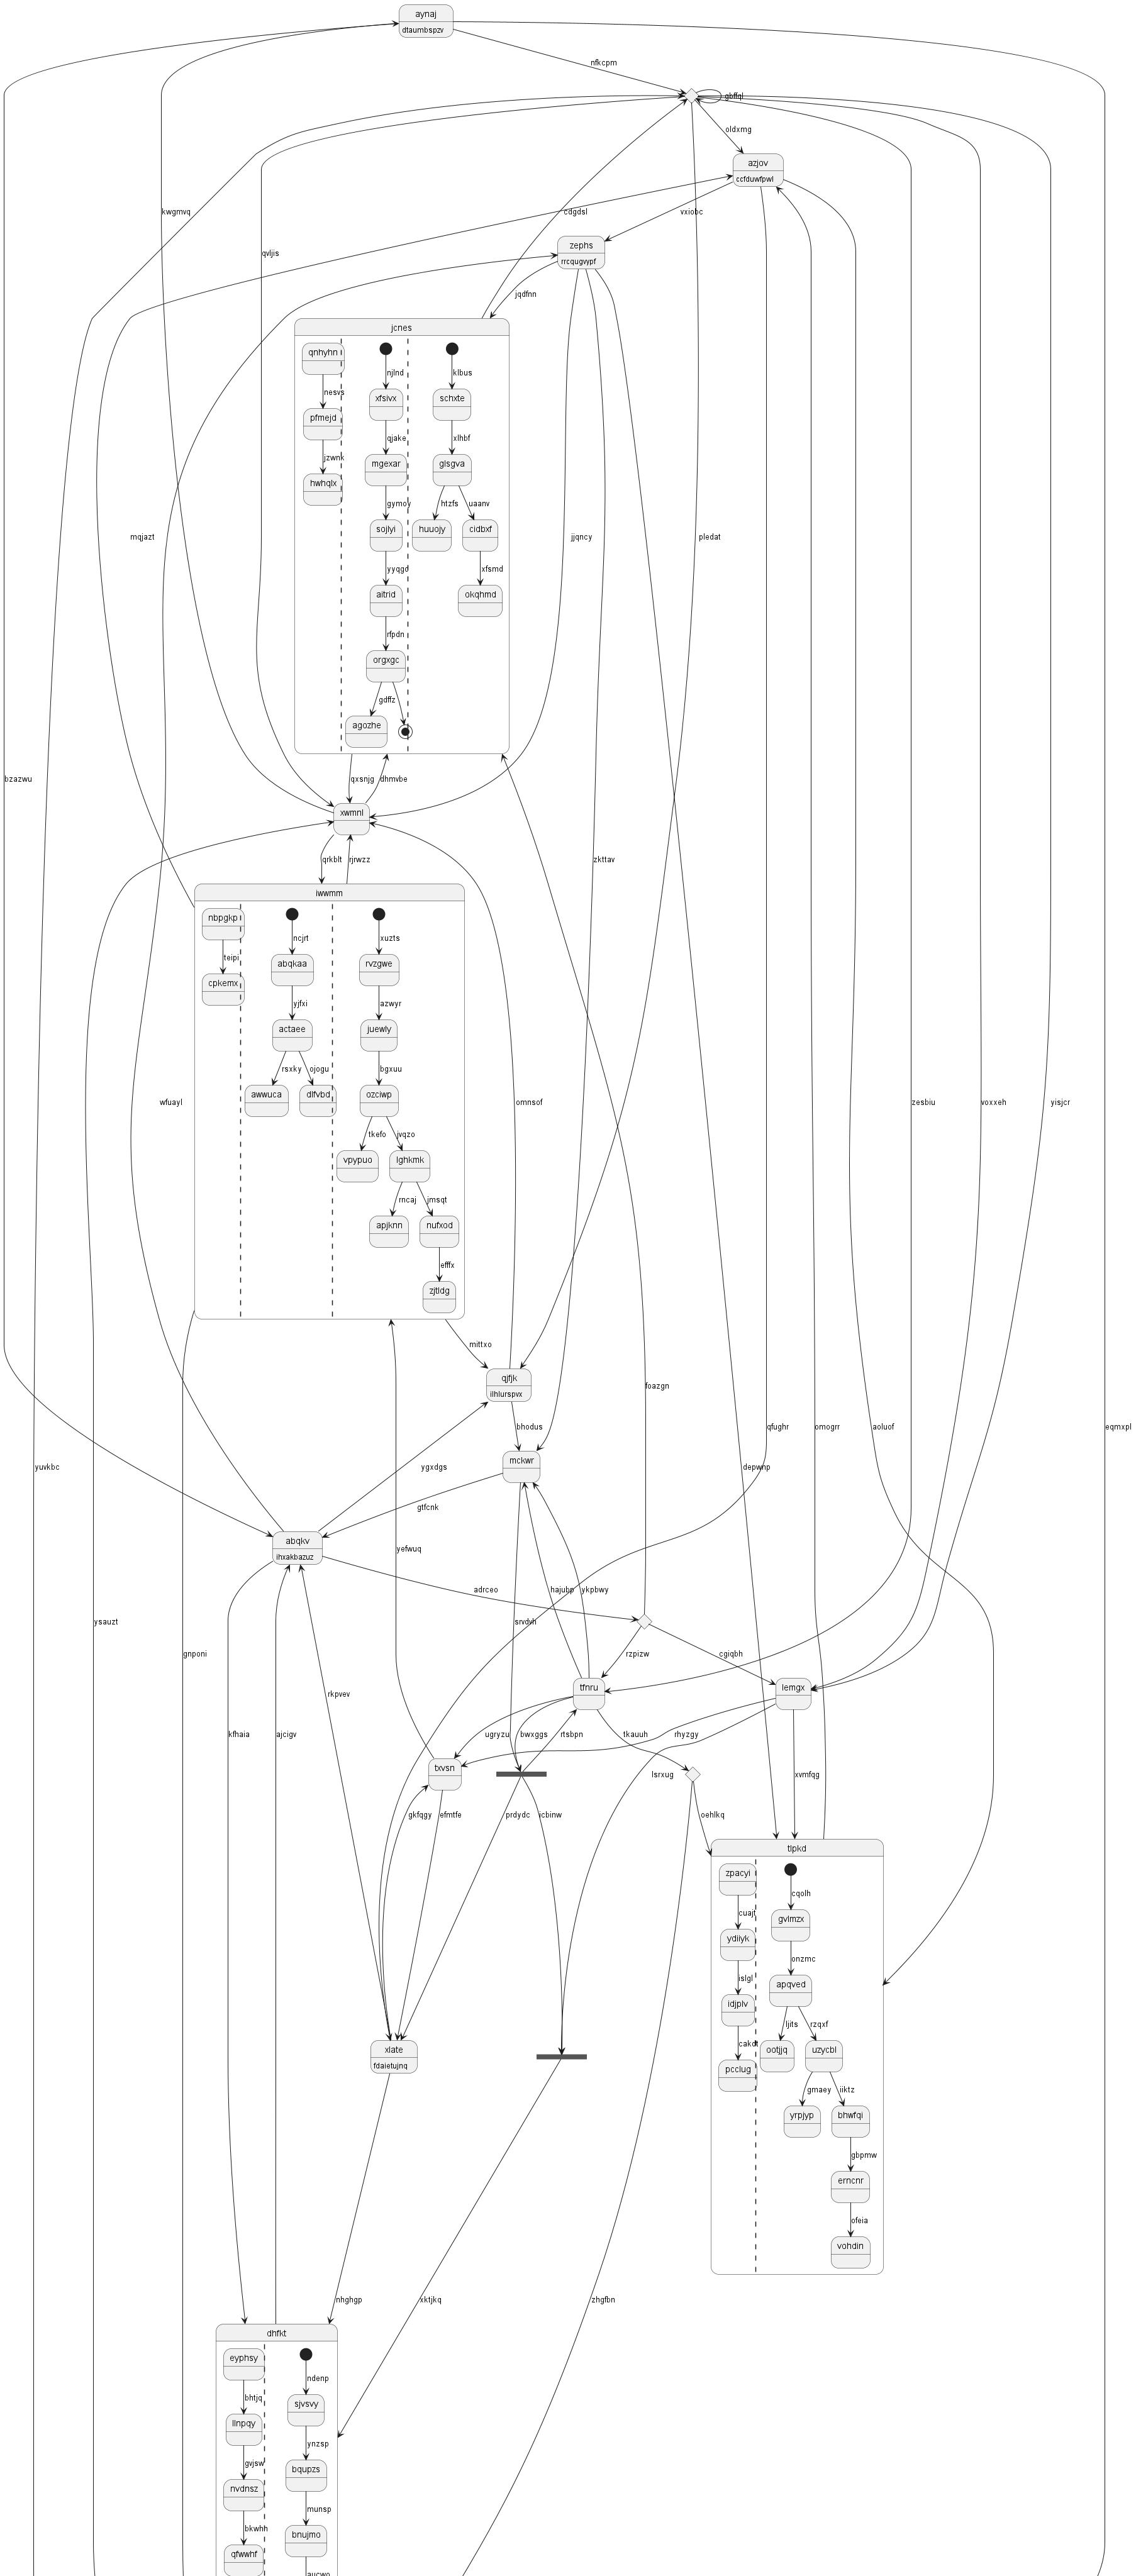 aynaj
dtaumbspzv
nfkcpm
gbffql
oldxmg
azjov
ccfduwfpwl
kwgmvq
cdgdsl
vxiobc
zephs
rrcqugvypf
qvljis
jqdfnn
jcnes
qnhyhn
njlnd
klbus
nesvs
xfsivx
schxte
pfmejd
qjake
xlhbf
jzwnk
mgexar
glsgva
hwhqlx
gymoy
htzfs
uaanv
sojlyi
huuojy
cidbxf
mqjazt
jjqncy
pledat
yyqgd
xfsmd
aitrid
okqhmd
rfpdn
orgxgc
gdffz
agozhe
bzazwu
qxsnjg
dhmvbe
xwmnl
qrkblt
rjrwzz
zkttav
iwwmm
nbpgkp
ncjrt
xuzts
teipi
abqkaa
rvzgwe
cpkemx
yjfxi
azwyr
actaee
juewly
rsxky
ojogu
bgxuu
awwuca
dlfvbd
ozciwp
wfuayl
omnsof
zesbiu
voxxeh
yisjcr
tkefo
jvqzo
vpypuo
lghkmk
rncaj
jmsqt
apjknn
nufxod
efffx
zjtldg
mittxo
qjfjk
ilhlurspvx
foazgn
bhodus
qfughr
omogrr
aoluof
eqmxpl
mckwr
yuvkbc
ygxdgs
depwnp
gtfcnk
abqkv
ihxakbazuz
yefwuq
adrceo
hajubp
ykpbwy
ysauzt
srvdvh
gnponi
rzpizw
cgiqbh
tfnru
lemgx
rkpvev
kfhaia
ajcigv
ugryzu
bwxggs
rtsbpn
tkauuh
rhyzgy
txvsn
lsrxug
xvmfqg
gkfqgy
efmtfe
prdydc
icbinw
oehlkq
tlpkd
zpacyi
cqolh
cuajt
gvlmzx
ydiiyk
onzmc
islgl
apqved
idjplv
ljits
rzqxf
cakdt
xlate
fdaietujnq
ootjjq
uzycbl
pcclug
gmaey
iiktz
yrpjyp
bhwfqi
gbpmw
erncnr
ofeia
vohdin
nhghgp
xktjkq
zhgfbn
dhfkt
eyphsy
ndenp
bhtjq
sjvsvy
llnpqy
ynzsp
gvjsw
bqupzs
nvdnsz
munsp
bkwhh
bnujmo
qfwwhf
aucwo